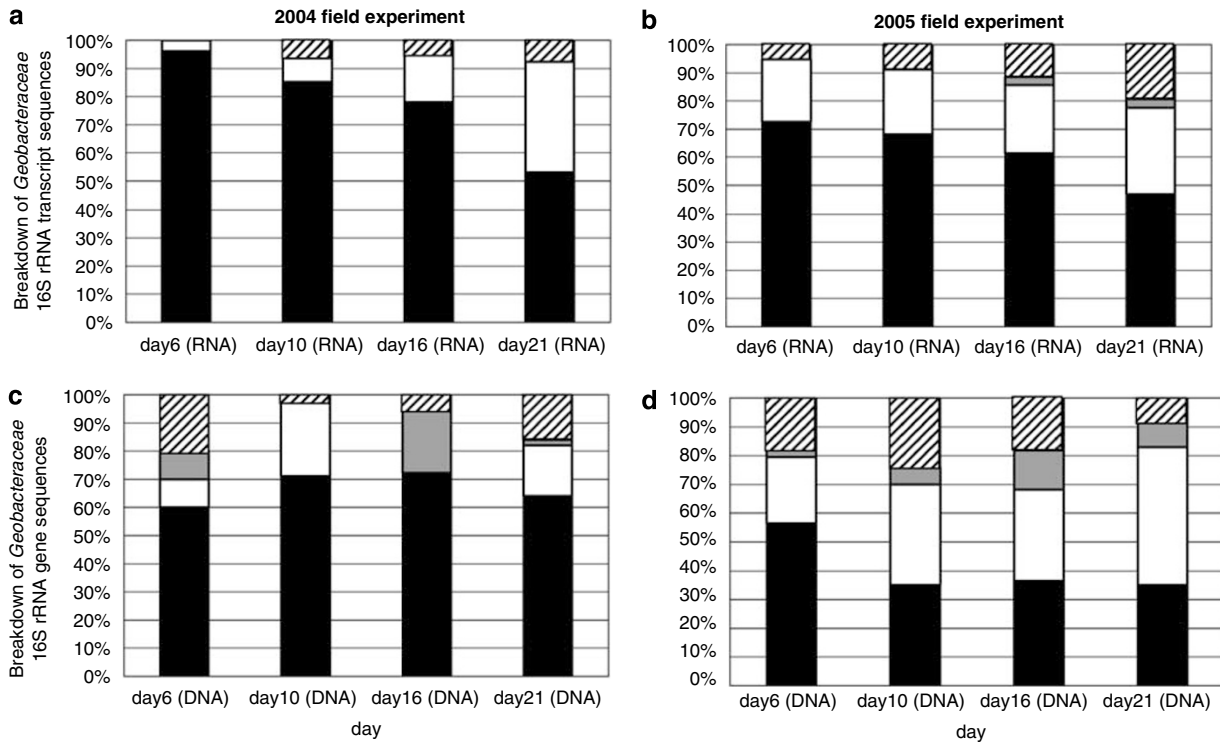 a
2004 field experiment
Breakdown of Geobacteraceae
16S rRNA transcript sequences
100%
90%
80%
70%
60%
50%
40%
30%
20%
10%
0%
day6 (RNA) day10 (RNA) day16 (RNA) day21 (RNA)
b
2005 field experiment
100%
90%
80%
70%
60%
50%
40%
30%
20%
10%
0%
day6 (RNA) day10 (RNA) day16 (RNA) day21 (RNA)
c
Breakdown of Geobacteraceae
16S rRNA gene sequences
100%
90%
80%
70%
60%
50%
40%
30%
20%
10%
0%
day6 (DNA) day10 (DNA) day16 (DNA) day21 (DNA)
day
d
100%
90%
80%
70%
60%
50%
40%
30%
20%
10%
0%
day6 (DNA) day10 (DNA) day16 (DNA) day21 (DNA)
day